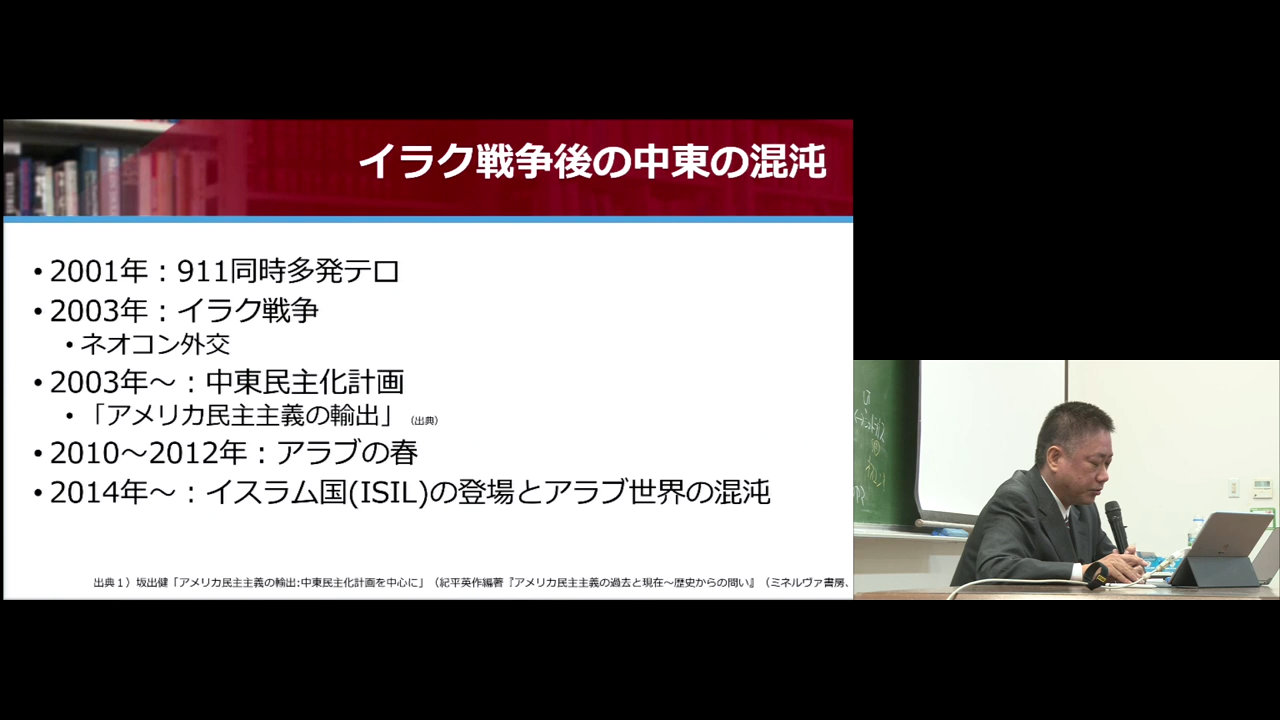 イラク戦争後の中東の混沌
• 2001年：911同時多発テロ
• 2003年：イラク戦争
• ネオコン外交
• 2003年～：中東民主化計画
• 「アメリカ民主主義の輸出」（出典）
• 2010～2012年：アラブの春
• 2014年～：イスラム国(ISIL)の登場とアラブ世界の混沌
出典１）坂出健「アメリカ民主主義の輸出:中東民主化計画を中心に」（紀平英作編著『アメリカ民主主義の過去と現在～歴史からの問い』（ミネルヴァ書房、